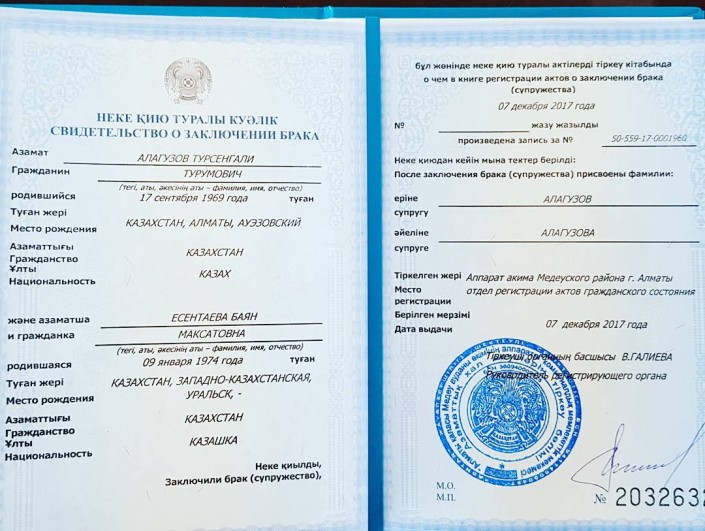 НЕКЕ ҚИЮ ТУРАЛЫ КУӘЛІК
СВИДЕТЕЛЬСТВО О ЗАКЛЮЧЕНИИ БРАКА
Азамат
Гражданин
АЛАГУЗОВ ТУРСЕНГАЛИ
ТУРУМОВИЧ
(тегі, аты, әкесінің аты – фамилия, имя, отчество)
родившийся 17 сентября 1969 года туған
Туған жері
Место рождения
КАЗАХСТАН, АЛМАТЫ, АУЭЗОВСКИЙ
Азаматтығы
Гражданство
КАЗАХСТАН
Ұлты
Национальность
КАЗАХ
және азаматша
и гражданка
ЕСЕНТАЕВА БАЯН
МАКСАТОВНА
(тегі, аты, әкесінің аты – фамилия, имя, отчество)
родившаяся 09 января 1974 года туған
Туған жері
Место рождения
КАЗАХСТАН, ЗАПАДНО-КАЗАХСТАНСКАЯ,
УРАЛЬСК, -
Азаматтығы
Гражданство
КАЗАХСТАН
Ұлты
Национальность
КАЗАШКА
Неке қиылды,
Заключили брак (супружество),
бұл жөнінде неке қию туралы актілерді тіркеу кітабында
о чем в книге регистрации актов о заключении брака
(супружества)
07 декабря 2017 года
№ жазу жазылды
произведена запись за № 50-559-17-0001960
Неке қиюдан кейін мына тектер берілді:
После заключения брака (супружества) присвоены фамилии:
еріне
супругу
АЛАГУЗОВ
әйеліне
супруге
АЛАГУЗОВА
Тіркелген жері
Место
регистрации
Аппарат акима Медеуского района г. Алматы
отдел регистрации актов гражданского состояния
Берілген мерзімі
Дата выдачи
07 декабря 2017 года
Тіркеуші органның басшысы В.ГАЛИЕВА
Руководитель регистрирующего органа
М.О.
М.П.
№ 2032632